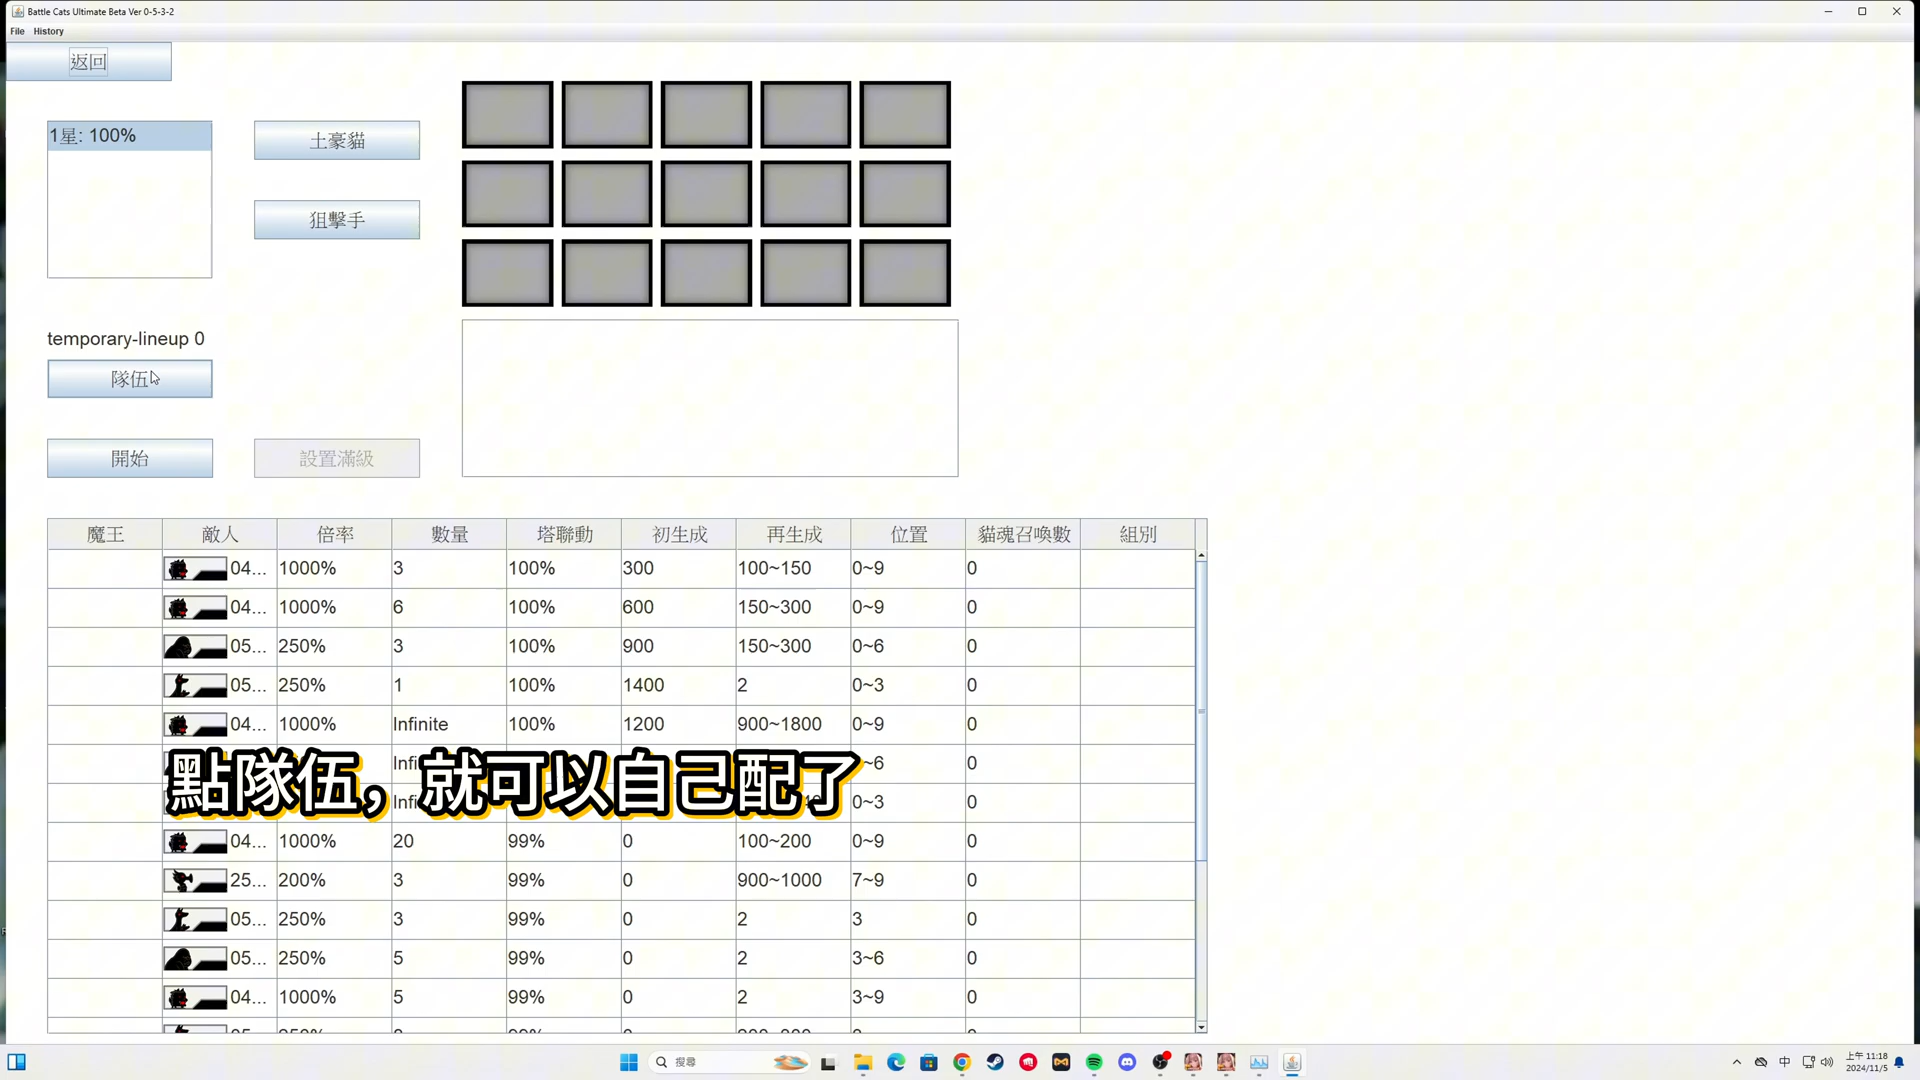 Battle Cats Ultimate Beta Ver 0-5-3-2
File History
返回
1星: 100%
土豪貓
狙擊手
temporary-lineup 0
隊伍
開始
設置滿級
魔王 敵人 倍率 數量 塔聯動 初生成 再生成 位置 貓魂召喚數 組別
04... 1000% 3 100% 300 100~150 0~9 0
04... 1000% 6 100% 600 150~300 0~9 0
05... 250% 3 100% 900 150~300 0~6 0
05... 250% 1 100% 1400 2 0~3 0
04... 1000% Infinite 100% 1200 900~1800 0~9 0
~6 0
0~3 0
點隊伍，就可以自己配了
04... 1000% 20 99% 0 100~200 0~9 0
25... 200% 3 99% 0 900~1000 7~9 0
05... 250% 3 99% 0 2 3 0
05... 250% 5 99% 0 2 3~6 0
04... 1000% 5 99% 0 2 3~9 0
搜尋
中
上午 11:18
2024/11/5